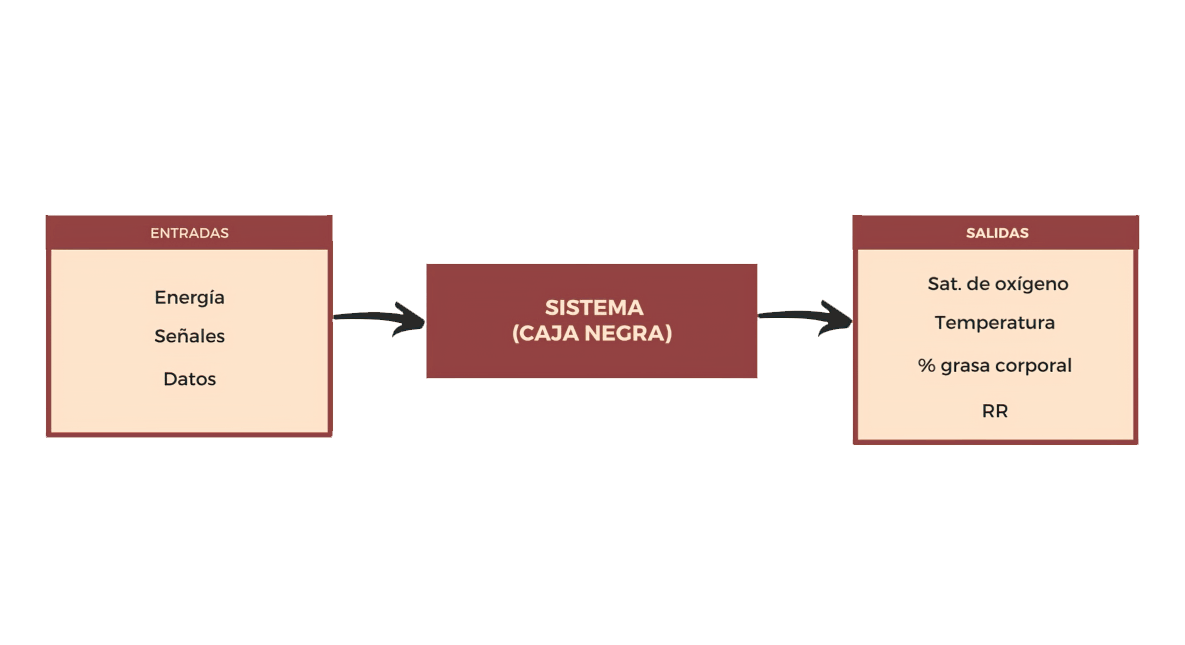 ENTRADAS
Energía
Señales
Datos
SISTEMA
(CAJA NEGRA)
SALIDAS
Sat. de oxígeno
Temperatura
% grasa corporal
RR